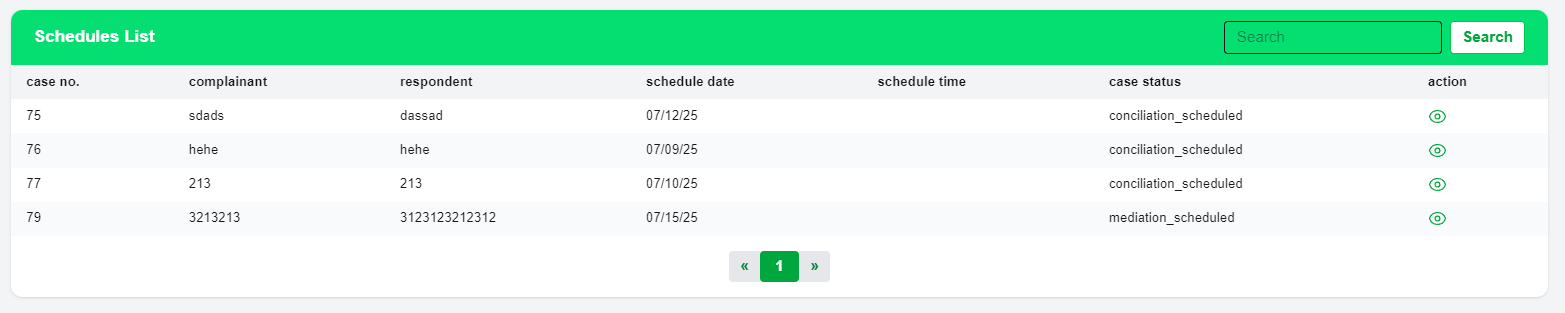 Schedules List Search Search
case no. complainant respondent schedule date schedule time case status action
75 sdads dassad 07/12/25 conciliation_scheduled
76 hehe hehe 07/09/25 conciliation_scheduled
77 213 213 07/10/25 conciliation_scheduled
79 3213213 3123123212312 07/15/25 mediation_scheduled
« 1 »